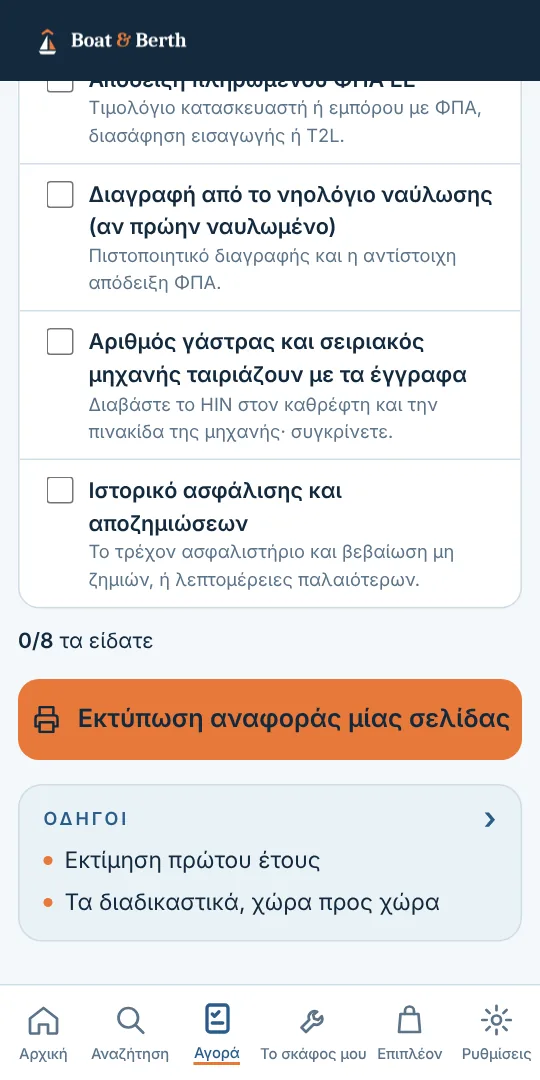 Boat & Berth
Απόδειξη πληρωμένου ΦΠΑ ΕΕ
Τιμολόγιο κατασκευαστή ή εμπόρου με ΦΠΑ,
διασάφηση εισαγωγής ή T2L.
Διαγραφή από το νηολόγιο ναύλωσης
(αν πρώην ναυλωμένο)
Πιστοποιητικό διαγραφής και η αντίστοιχη
απόδειξη ΦΠΑ.
Αριθμός γάστρας και σειριακός
μηχανής ταιριάζουν με τα έγγραφα
Διαβάστε το HIN στον καθρέφτη και την
πινακίδα της μηχανής· συγκρίνετε.
Ιστορικό ασφάλισης και
αποζημιώσεων
Το τρέχον ασφαλιστήριο και βεβαίωση μη
ζημιών, ή λεπτομέρειες παλαιότερων.
0/8 τα είδατε
Εκτύπωση αναφοράς μίας σελίδας
ΟΔΗΓΟΙ
Εκτίμηση πρώτου έτους
Τα διαδικαστικά, χώρα προς χώρα
Αρχική
Αναζήτηση
Αγορά
Το σκάφος μου
Επιπλέον
Ρυθμίσεις